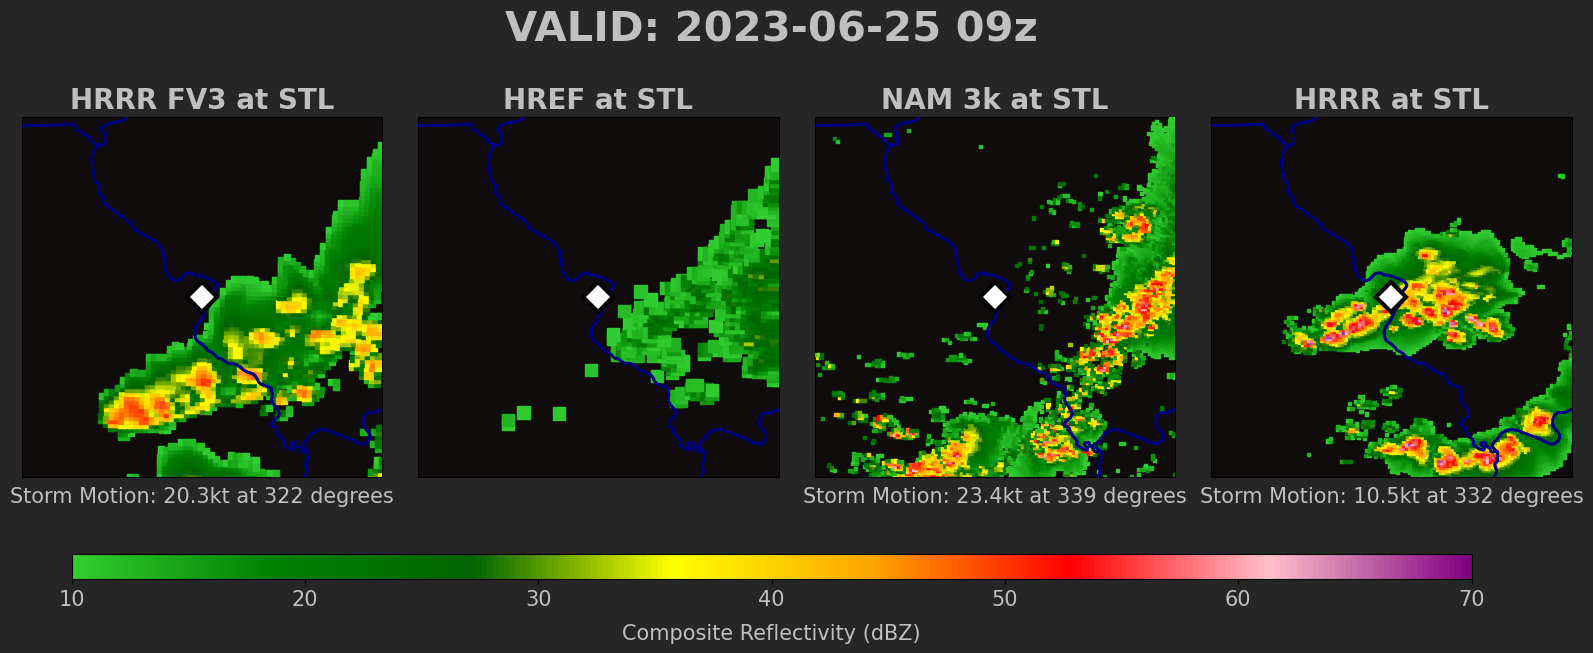 VALID: 2023-06-25 09z
HRRR FV3 at STL
HREF at STL
NAM 3k at STL
HRRR at STL
Storm Motion: 20.3kt at 322 degrees
Storm Motion: 23.4kt at 339 degrees
Storm Motion: 10.5kt at 332 degrees
10 20 30 40 50 60 70
Composite Reflectivity (dBZ)